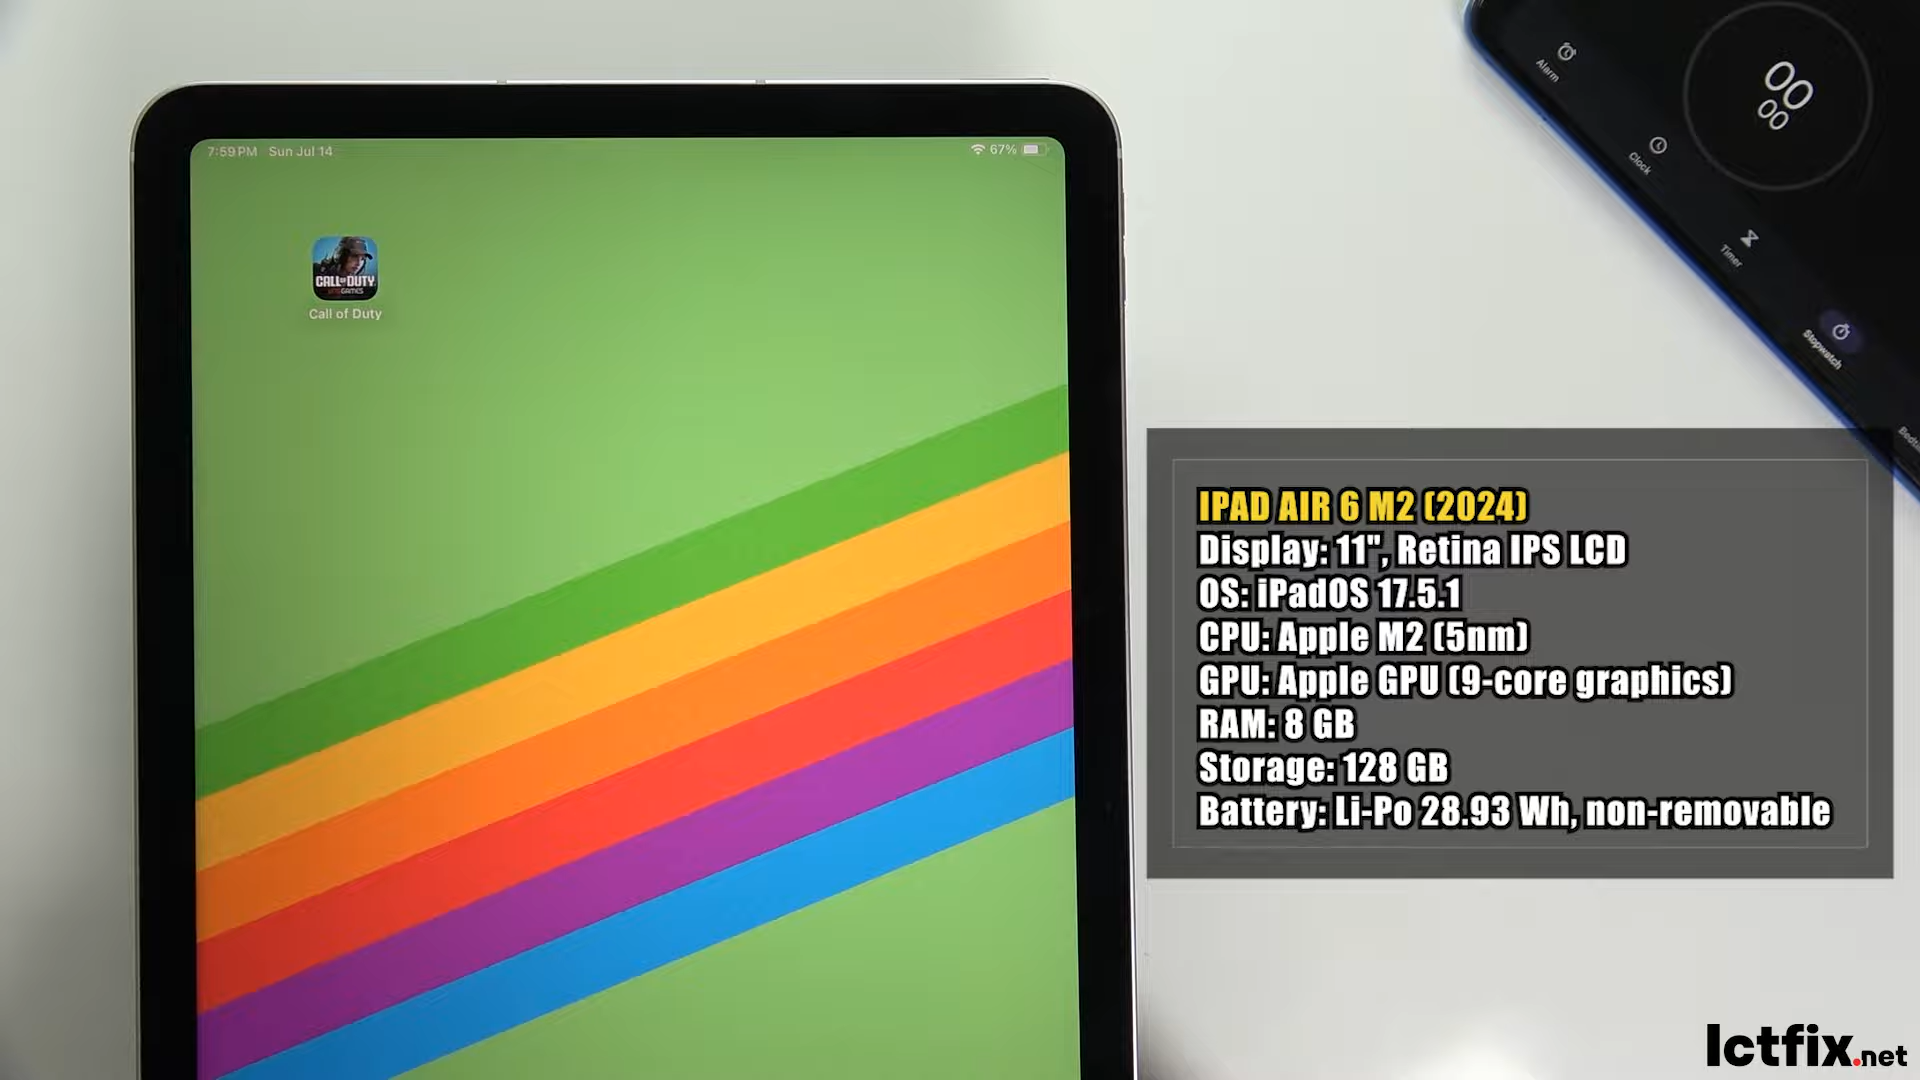 7:59 PM Sun Jul 14
67%
CALL OF DUTY
Call of Duty
00
00
Alarm
Clock
Timer
Stopwatch
IPAD AIR 6 M2 (2024)
Display: 11", Retina IPS LCD
OS: iPadOS 17.5.1
CPU: Apple M2 (5nm)
GPU: Apple GPU (9-core graphics)
RAM: 8 GB
Storage: 128 GB
Battery: Li-Po 28.93 Wh, non-removable
Ictfix.net